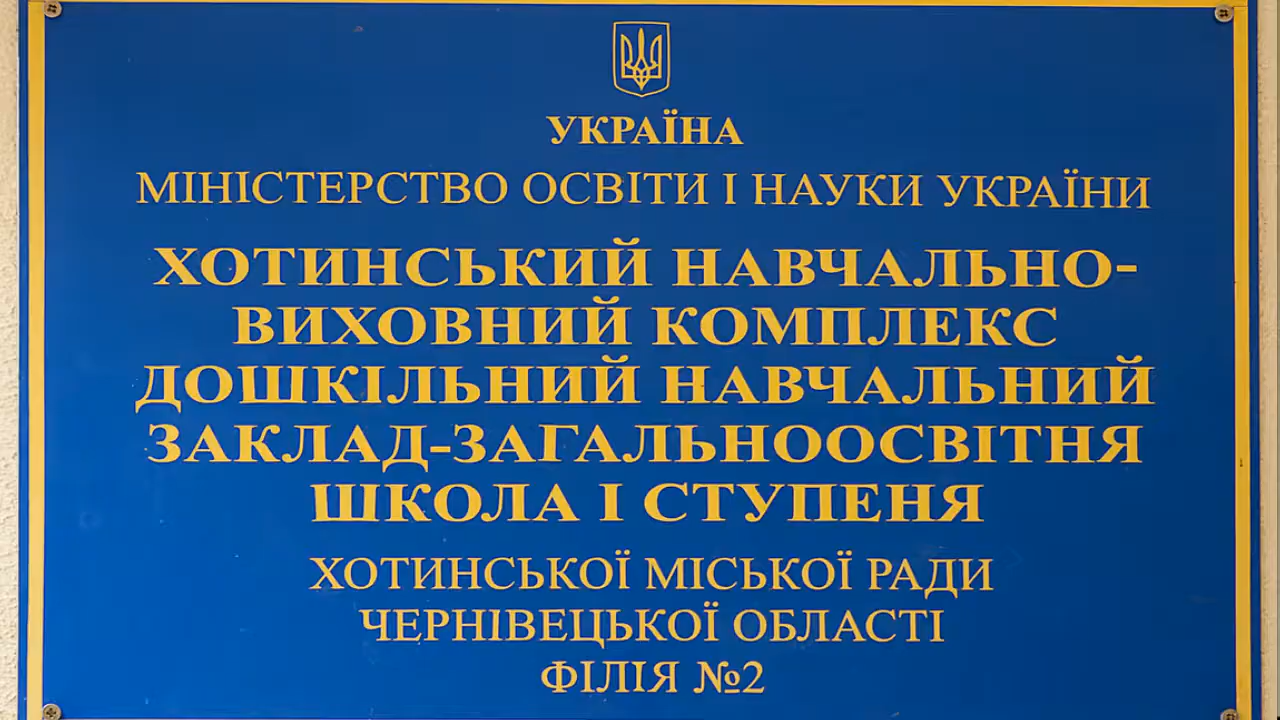 УКРАЇНА
МІНІСТЕРСТВО ОСВІТИ І НАУКИ УКРАЇНИ
ХОТИНСЬКИЙ НАВЧАЛЬНО-
ВИХОВНИЙ КОМПЛЕКС
ДОШКІЛЬНИЙ НАВЧАЛЬНИЙ
ЗАКЛАД-ЗАГАЛЬНООСВІТНЯ
ШКОЛА І СТУПЕНЯ
ХОТИНСЬКОЇ МІСЬКОЇ РАДИ
ЧЕРНІВЕЦЬКОЇ ОБЛАСТІ
ФІЛІЯ №2